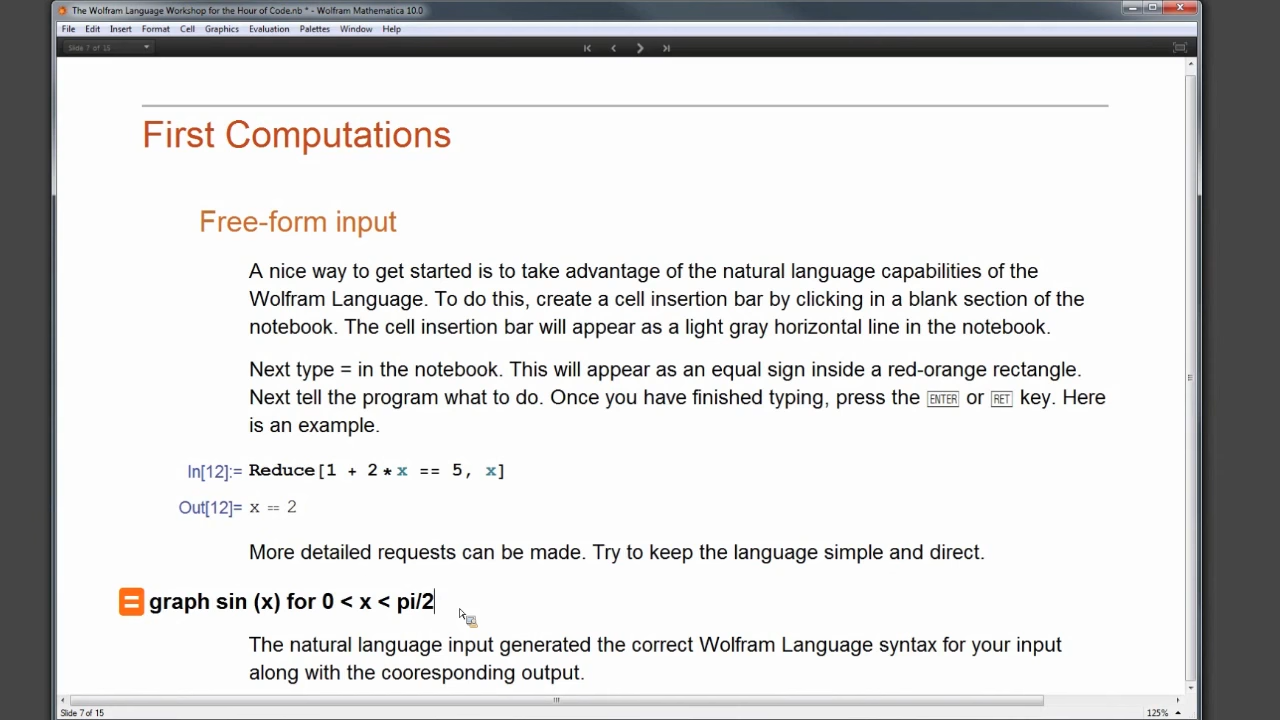 The Wolfram Language Workshop for the Hour of Code.nb * - Wolfram Mathematica 10.0
File Edit Insert Format Cell Graphics Evaluation Palettes Window Help
Slide 7 of 15
First Computations
Free-form input
A nice way to get started is to take advantage of the natural language capabilities of the
Wolfram Language. To do this, create a cell insertion bar by clicking in a blank section of the
notebook. The cell insertion bar will appear as a light gray horizontal line in the notebook.
Next type = in the notebook. This will appear as an equal sign inside a red-orange rectangle.
Next tell the program what to do. Once you have finished typing, press the ENTER or RET key. Here
is an example.
In[12]:= Reduce[1 + 2*x == 5, x]
Out[12]= x == 2
More detailed requests can be made. Try to keep the language simple and direct.
= graph sin (x) for 0 < x < pi/2
The natural language input generated the correct Wolfram Language syntax for your input
along with the cooresponding output.
Slide 7 of 15 125%